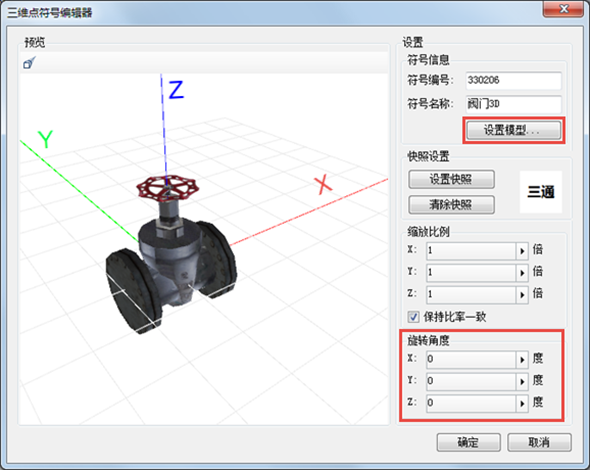 三维点符号编辑器
预览
Z
Y
X
设置
符号信息
符号编号: 330206
符号名称: 阀门3D
设置模型...
快照设置
设置快照
清除快照
三通
缩放比例
X: 1 倍
Y: 1 倍
Z: 1 倍
保持比率一致
旋转角度
X: 0 度
Y: 0 度
Z: 0 度
确定 取消